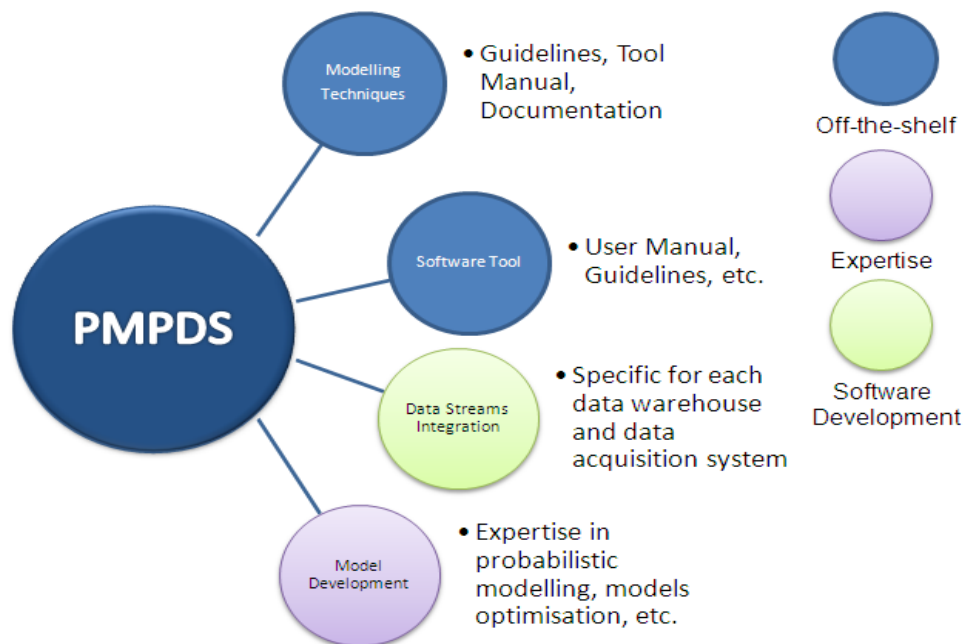 Modelling
Techniques
• Guidelines, Tool
Manual,
Documentation
Off-the-shelf
PMPDS
Software Tool
• User Manual,
Guidelines, etc.
Expertise
Data Streams
Integration
• Specific for each
data warehouse
and data
acquisition system
Software
Development
Model
Development
• Expertise in
probabilistic
modelling, models
optimisation, etc.